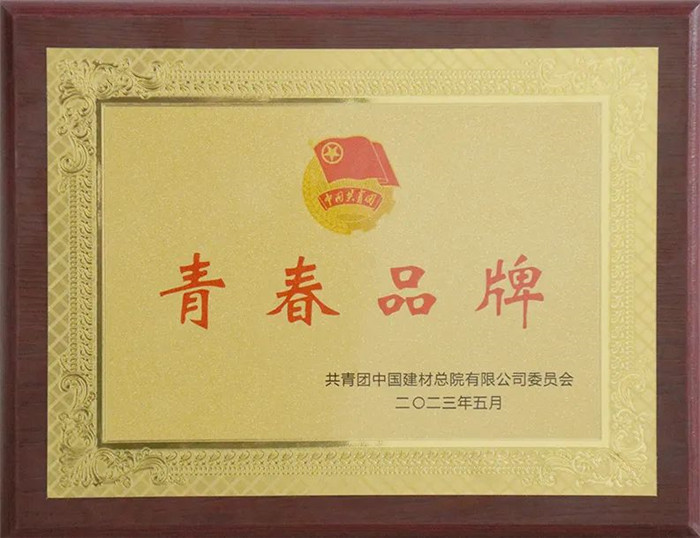 中国共青团
青春品牌
共青团中国建材总院有限公司委员会
二〇二三年五月